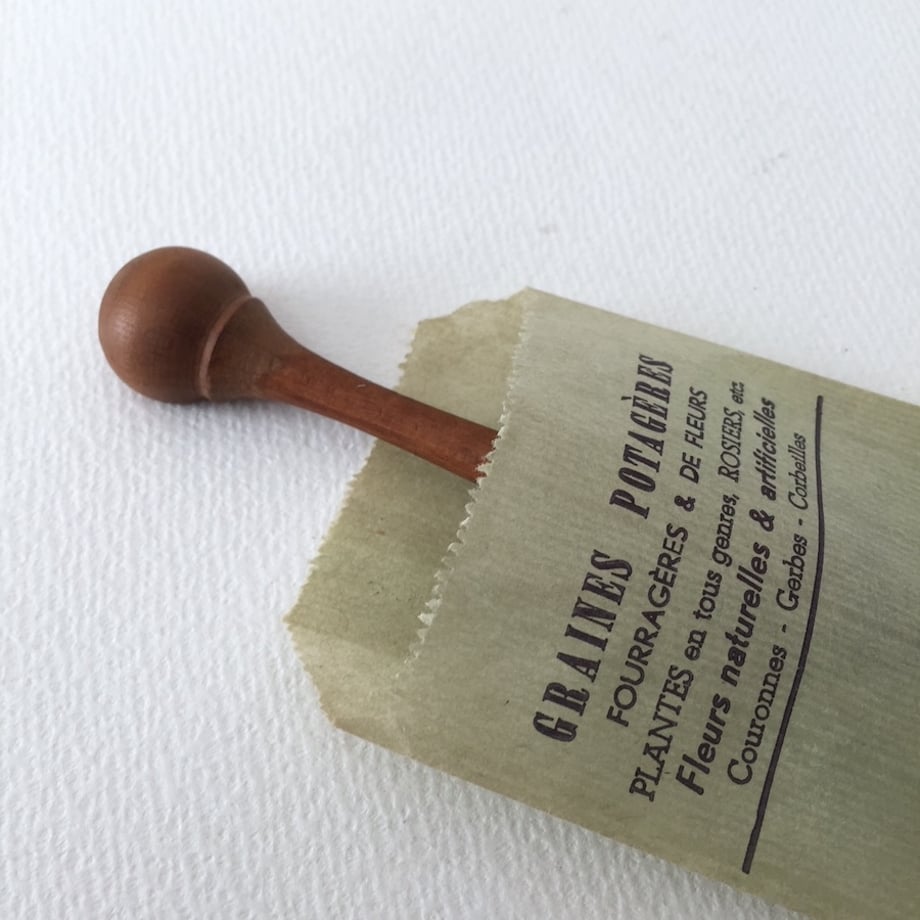 GRAINES POTAGÈRES
FOURRAGÈRES & DE FLEURS
PLANTES en tous genres, ROSIERS, etc.
Fleurs naturelles & artificielles
Couronnes - Gerbes - Corbeilles